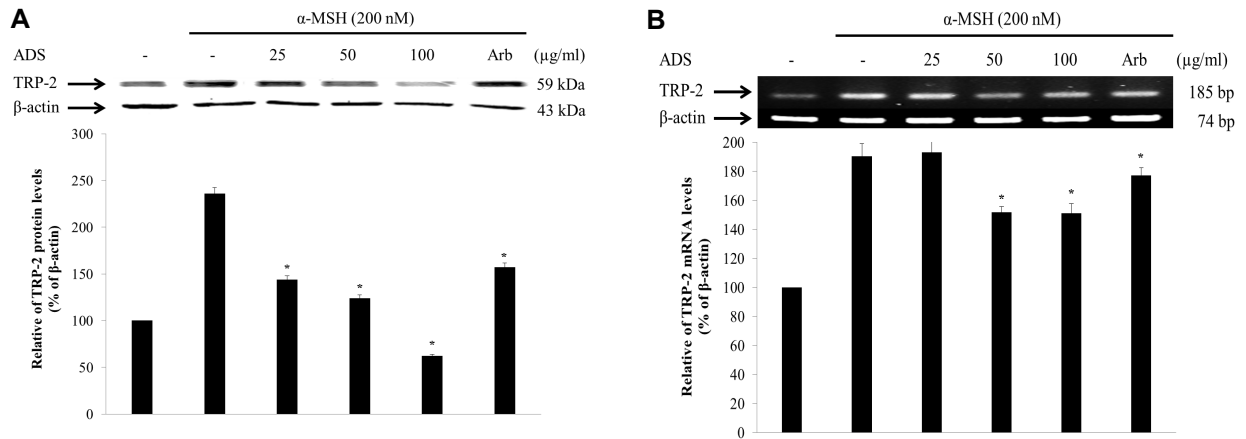 A
α-MSH (200 nM)
ADS - - 25 50 100 Arb (µg/ml)
TRP-2 59 kDa
β-actin 43 kDa
Relative of TRP-2 protein levels
(% of β-actin)
300
250
200
150
100
50
0
*
*
*
*
B
α-MSH (200 nM)
ADS - - 25 50 100 Arb (µg/ml)
TRP-2 185 bp
β-actin 74 bp
Relative of TRP-2 mRNA levels
(% of β-actin)
200
180
160
140
120
100
80
60
40
20
0
*
*
*